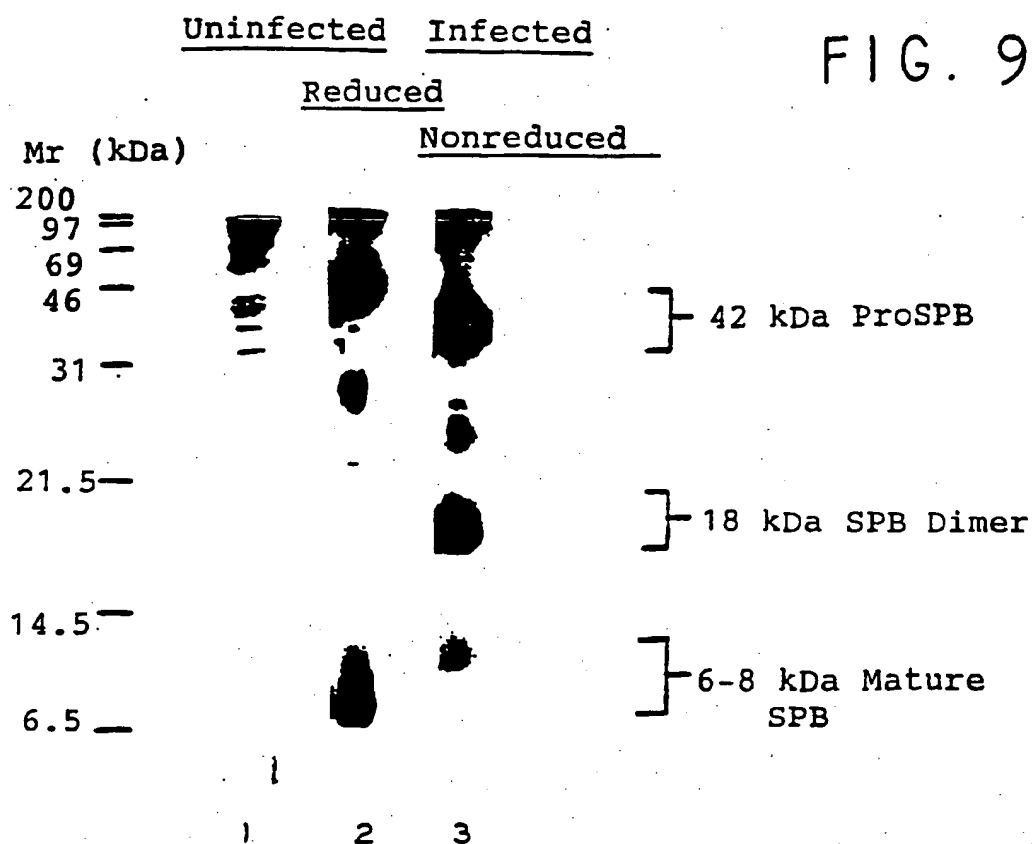 Uninfected Infected
FIG. 9
Reduced
Nonreduced
Mr (kDa)
200
97
69
46
42 kDa ProSPB
31
21.5
18 kDa SPB Dimer
14.5
6-8 kDa Mature
SPB
6.5
1 2 3